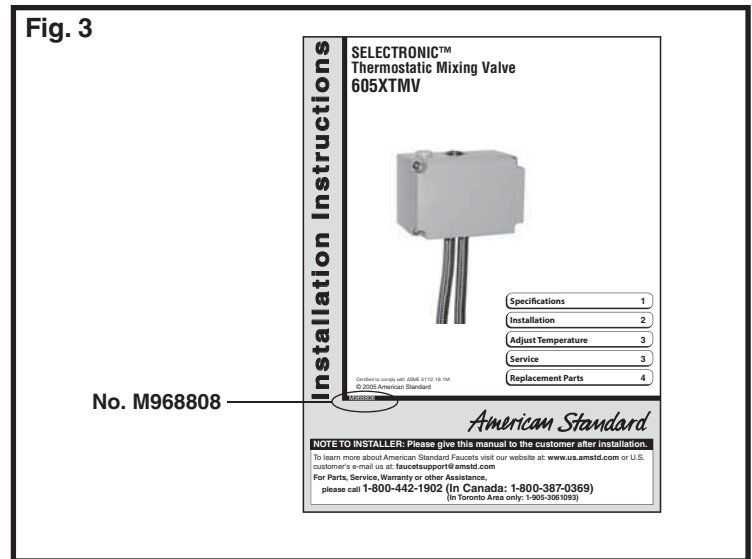 Fig. 3
Installation Instructions
SELECTRONIC™
Thermostatic Mixing Valve
605XTMV
Specifications 1
Installation 2
Adjust Temperature 3
Service 3
Replacement Parts 4
Certified to comply with ASME A112.18.1M
© 2005 American Standard
M968808
No. M968808
American Standard
NOTE TO INSTALLER: Please give this manual to the customer after installation.
To learn more about American Standard Faucets visit our website at: www.us.amstd.com or U.S.
customer's e-mail us at: faucetsupport@amstd.com
For Parts, Service, Warranty or other Assistance,
please call 1-800-442-1902 (In Canada: 1-800-387-0369)
(In Toronto Area only: 1-905-3061093)